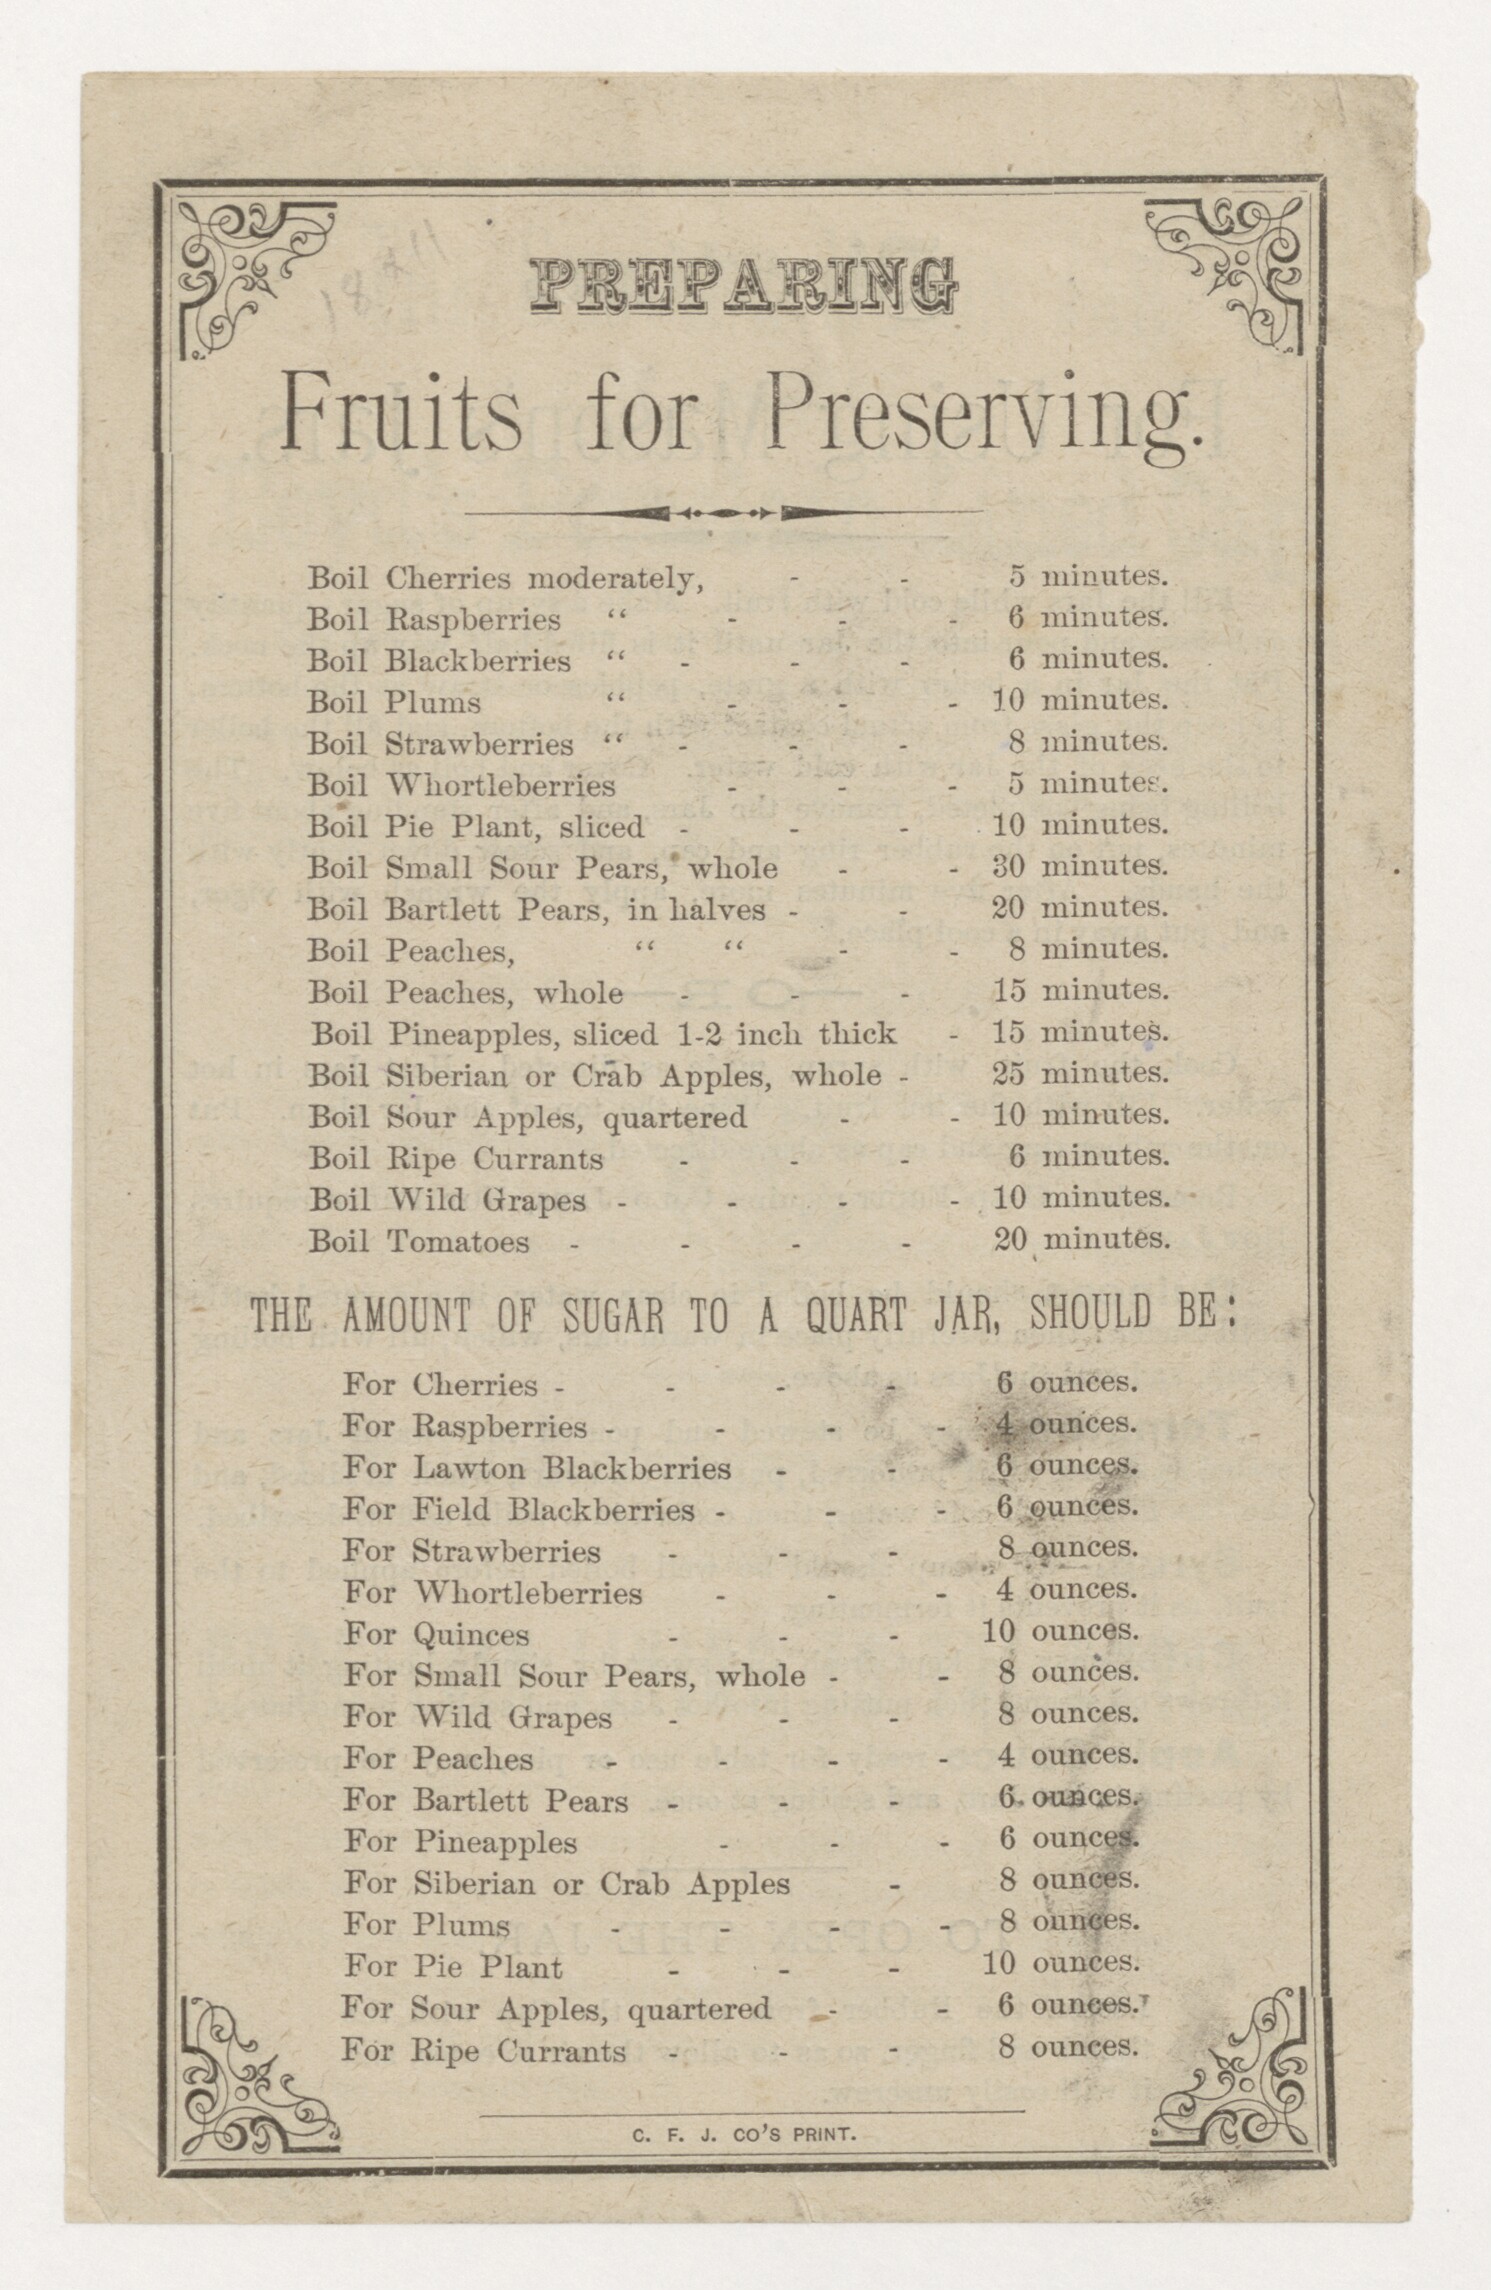 PREPARING
Fruits for Preserving.
Boil Cherries moderately, - - 5 minutes.
Boil Raspberries “ - - - 6 minutes.
Boil Blackberries “ - - - 6 minutes.
Boil Plums “ - - - 10 minutes.
Boil Strawberries “ - - - 8 minutes.
Boil Whortleberries - - - 5 minutes.
Boil Pie Plant, sliced - - - 10 minutes.
Boil Small Sour Pears, whole - - 30 minutes.
Boil Bartlett Pears, in halves - - 20 minutes.
Boil Peaches, “ “ - - 8 minutes.
Boil Peaches, whole - - - 15 minutes.
Boil Pineapples, sliced 1-2 inch thick - 15 minutes.
Boil Siberian or Crab Apples, whole - 25 minutes.
Boil Sour Apples, quartered - - 10 minutes.
Boil Ripe Currants - - - 6 minutes.
Boil Wild Grapes - - - - 10 minutes.
Boil Tomatoes - - - - 20 minutes.
THE AMOUNT OF SUGAR TO A QUART JAR, SHOULD BE:
For Cherries - - - - 6 ounces.
For Raspberries - - - - 4 ounces.
For Lawton Blackberries - - 6 ounces.
For Field Blackberries - - - 6 ounces.
For Strawberries - - - 8 ounces.
For Whortleberries - - - 4 ounces.
For Quinces - - - 10 ounces.
For Small Sour Pears, whole - - 8 ounces.
For Wild Grapes - - - 8 ounces.
For Peaches - - - - 4 ounces.
For Bartlett Pears - - - 6 ounces.
For Pineapples - - - 6 ounces.
For Siberian or Crab Apples - 8 ounces.
For Plums - - - - 8 ounces.
For Pie Plant - - - 10 ounces.
For Sour Apples, quartered - - 6 ounces.
For Ripe Currants - - - 8 ounces.
C. F. J. CO'S PRINT.